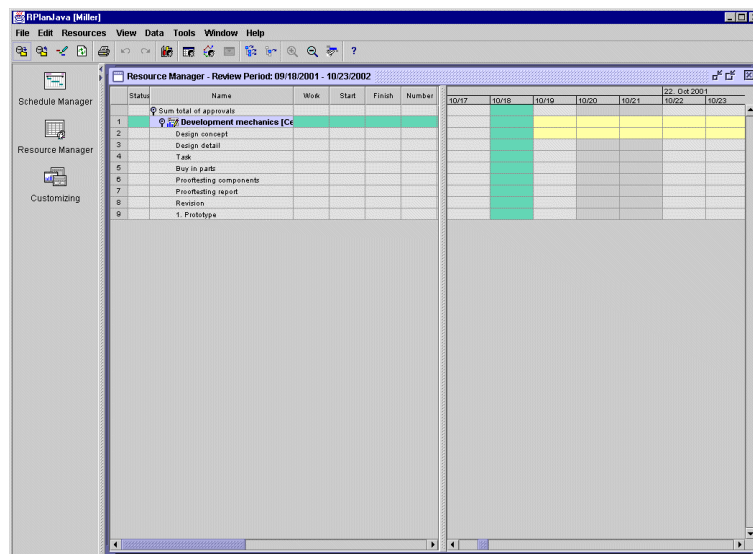 RPlanJava [Miller]
File Edit Resources View Data Tools Window Help
?
Schedule Manager
Resource Manager
Customizing
Resource Manager - Review Period: 09/18/2001 - 10/23/2002
Status Name Work Start Finish Number
22. Oct 2001
10/17 10/18 10/19 10/20 10/21 10/22 10/23
Sum total of approvals
1 Development mechanics [Ce
2 Design concept
3 Design detail
4 Task
5 Buy in parts
6 Prooftesting components
7 Prooftesting report
8 Revision
9 1. Prototype